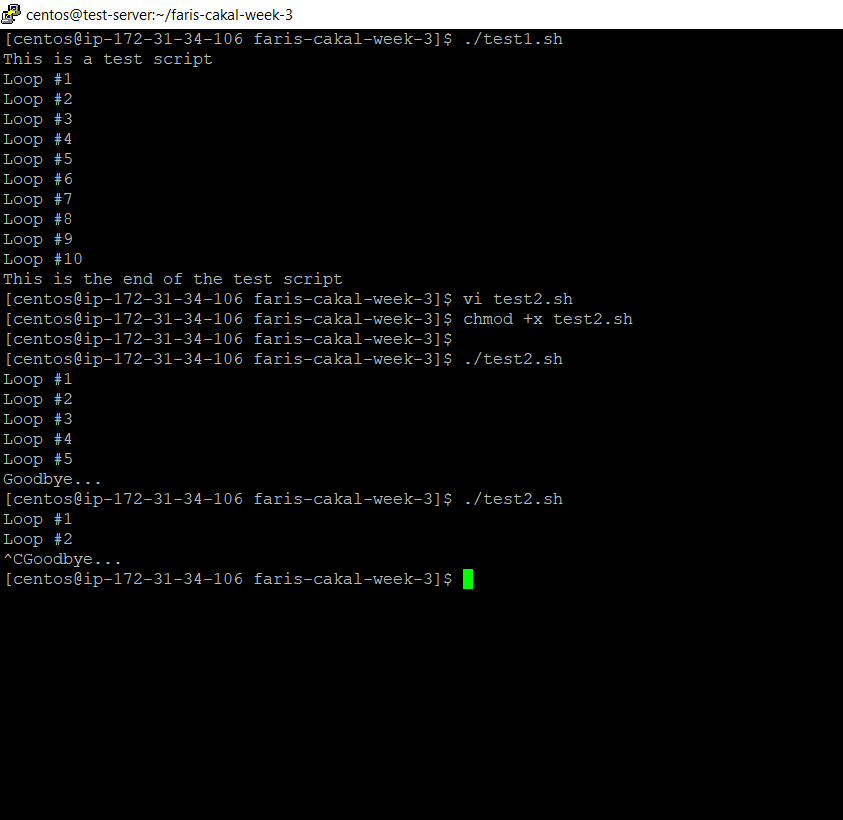 centos@test-server:~/faris-cakal-week-3
[centos@ip-172-31-34-106 faris-cakal-week-3]$ ./test1.sh
This is a test script
Loop #1
Loop #2
Loop #3
Loop #4
Loop #5
Loop #6
Loop #7
Loop #8
Loop #9
Loop #10
This is the end of the test script
[centos@ip-172-31-34-106 faris-cakal-week-3]$ vi test2.sh
[centos@ip-172-31-34-106 faris-cakal-week-3]$ chmod +x test2.sh
[centos@ip-172-31-34-106 faris-cakal-week-3]$
[centos@ip-172-31-34-106 faris-cakal-week-3]$ ./test2.sh
Loop #1
Loop #2
Loop #3
Loop #4
Loop #5
Goodbye...
[centos@ip-172-31-34-106 faris-cakal-week-3]$ ./test2.sh
Loop #1
Loop #2
^CGoodbye...
[centos@ip-172-31-34-106 faris-cakal-week-3]$